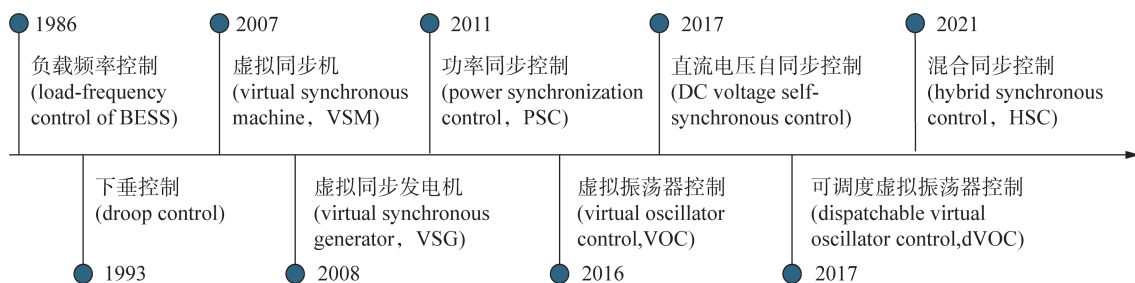 1986
负载频率控制
(load-frequency
control of BESS)
2007
虚拟同步机
(virtual synchronous
machine，VSM)
2011
功率同步控制
(power synchronization
control，PSC)
2017
直流电压自同步控制
(DC voltage self-
synchronous control)
2021
混合同步控制
(hybrid synchronous
control，HSC)
下垂控制
(droop control)
1993
虚拟同步发电机
(virtual synchronous
generator，VSG)
2008
虚拟振荡器控制
(virtual oscillator
control,VOC)
2016
可调度虚拟振荡器控制
(dispatchable virtual
oscillator control,dVOC)
2017